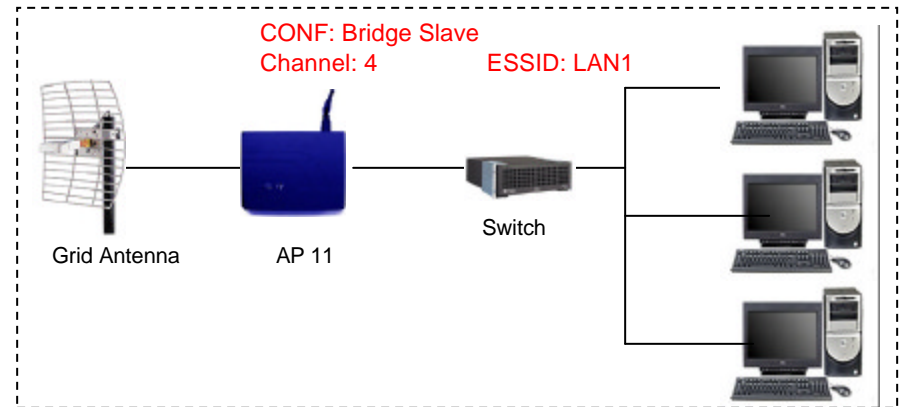 CONF: Bridge Slave
Channel: 4
ESSID: LAN1
Switch
Grid Antenna
AP 11